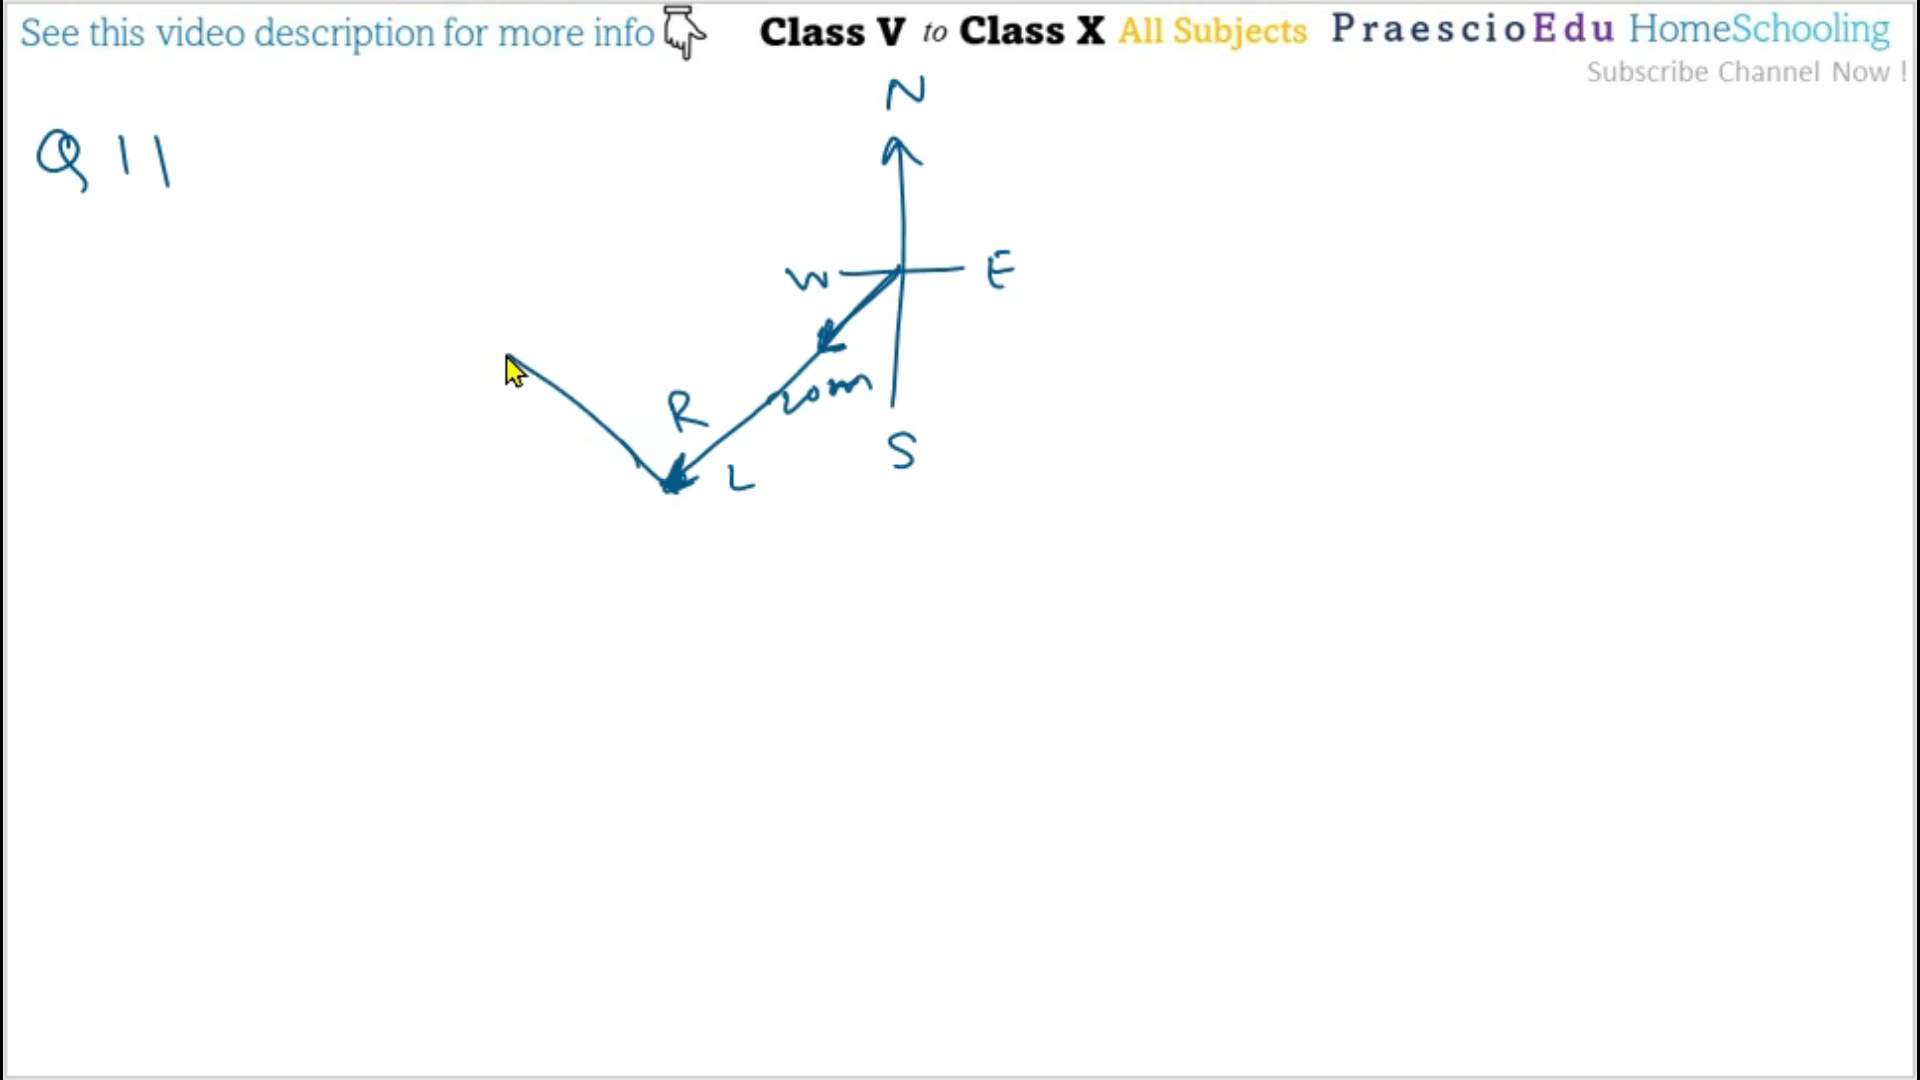 See this video description for more info Class V to Class X All Subjects PraescioEdu HomeSchooling
Subscribe Channel Now !
N
Q 11
W E
20m
R
S
L